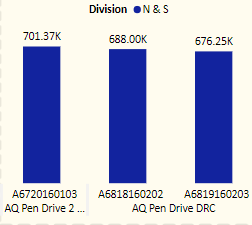 Division N & S
701.37K
688.00K
676.25K
A6720160103 A6818160202 A6819160203
AQ Pen Drive 2 ... AQ Pen Drive DRC